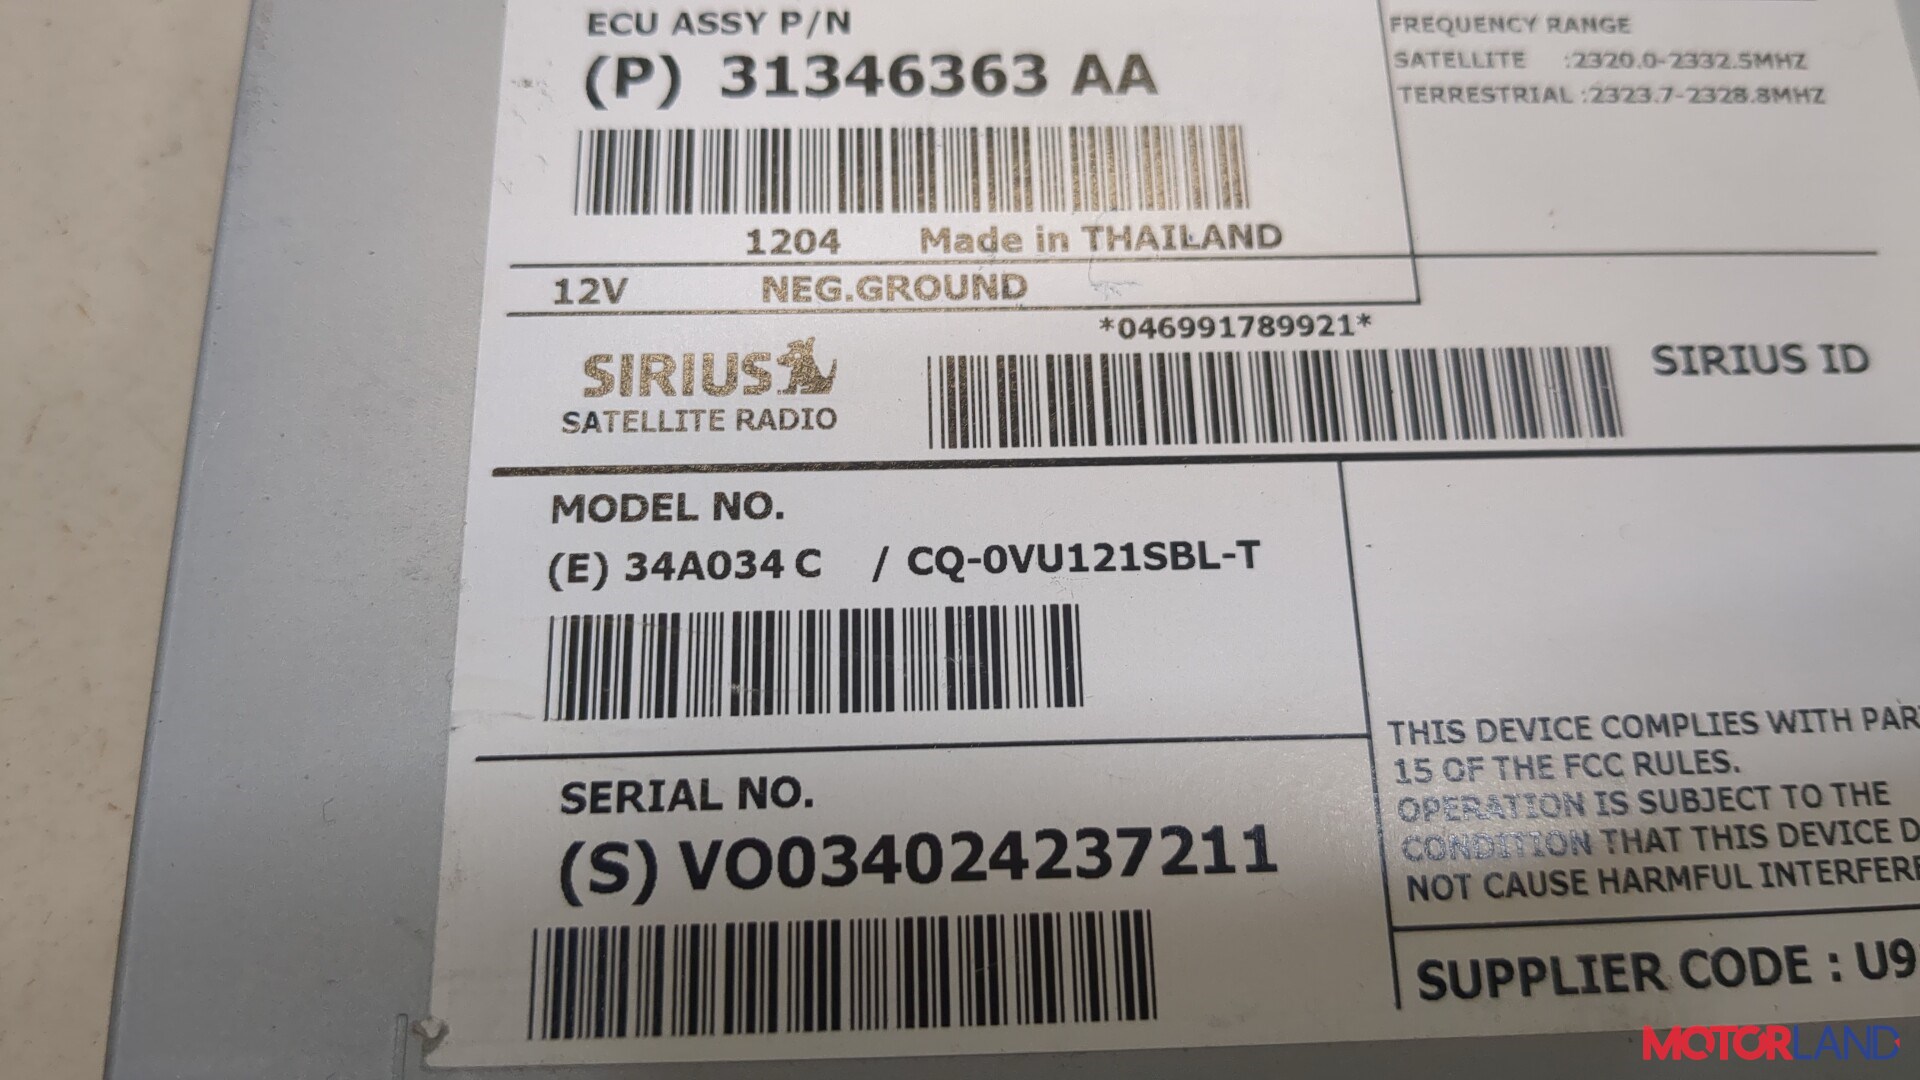 ECU ASSY P/N
(P) 31346363 AA
1204 Made in THAILAND
12V NEG.GROUND
FREQUENCY RANGE
SATELLITE :2320.0-2332.5MHZ
TERRESTRIAL :2323.7-2328.8MHZ
SIRIUS
SATELLITE RADIO
*046991789921*
SIRIUS ID
MODEL NO.
(E) 34A034 C / CQ-0VU121SBL-T
SERIAL NO.
(S) VO034024237211
THIS DEVICE COMPLIES WITH PAR
15 OF THE FCC RULES.
OPERATION IS SUBJECT TO THE
CONDITION THAT THIS DEVICE D
NOT CAUSE HARMFUL INTERFERE
SUPPLIER CODE : U9
MOTORLAND